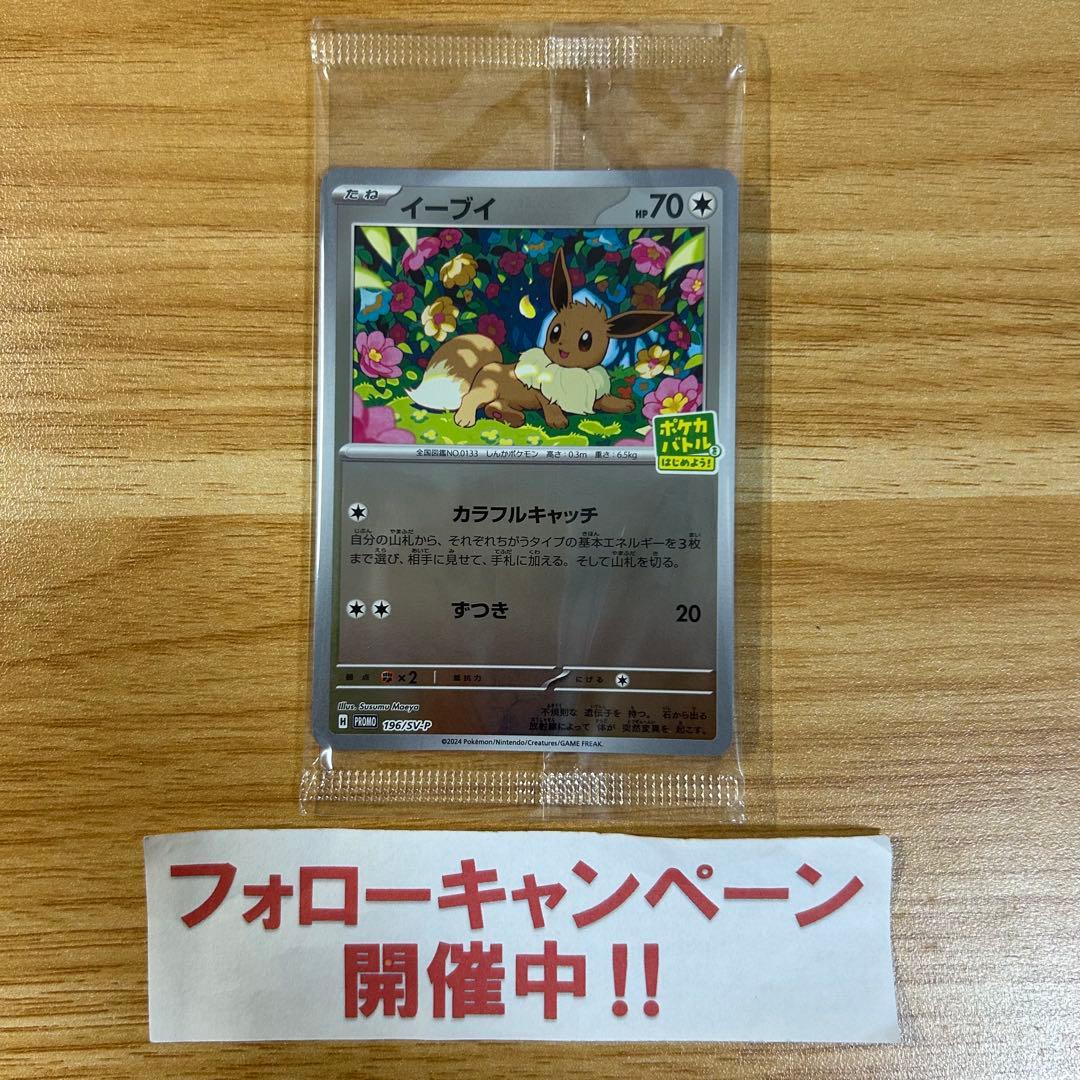 たね イーブイ HP 70
ポケカ
バトルを
はじめよう!
全国図鑑NO.0133 しんかポケモン 高さ:0.3m 重さ:6.5kg
カラフルキャッチ
自分の山札から、それぞれちがうタイプの基本エネルギーを3枚
まで選び、相手に見せて、手札に加える。そして山札を切る。
ずつき 20
弱点 ×2 抵抗力 にげる
Illus. Susumu Maeya
H PROMO 196/SV-P
不規則な 遺伝子を 持つ。 石から出る
放射線によって 体が 突然変異を 起こす。
©2024 Pokémon/Nintendo/Creatures/GAME FREAK.
フォローキャンペーン
開催中!!